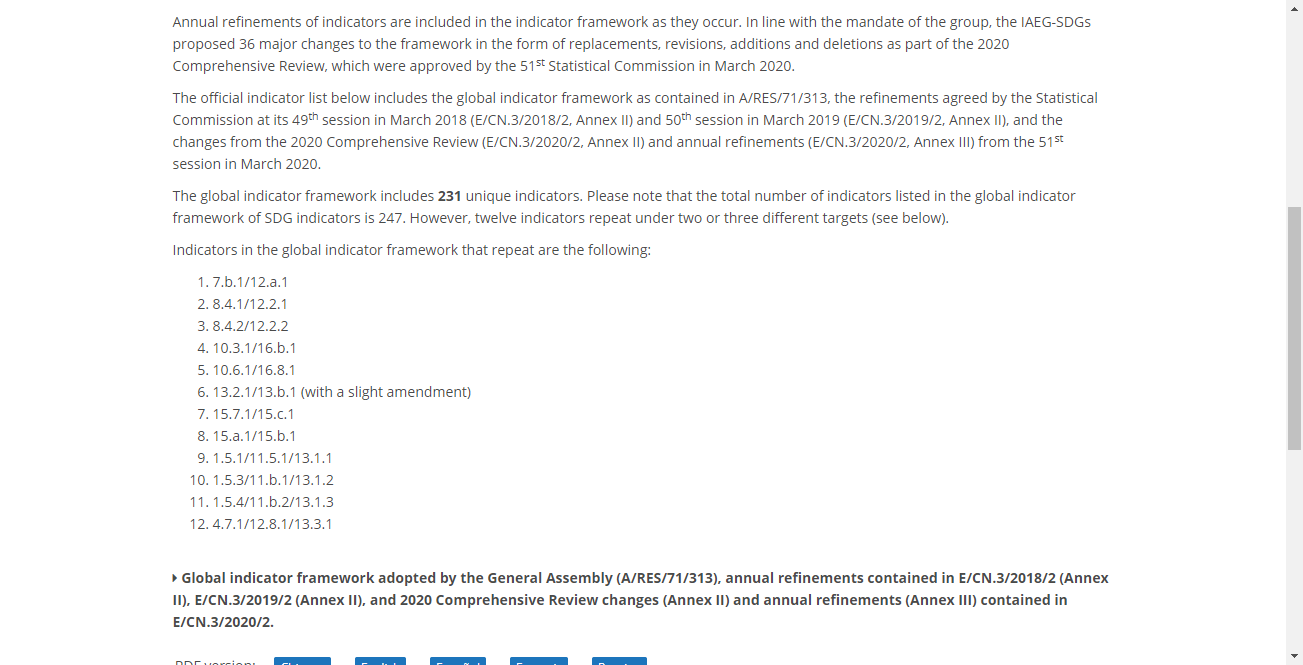 Annual refinements of indicators are included in the indicator framework as they occur. In line with the mandate of the group, the IAEG-SDGs
proposed 36 major changes to the framework in the form of replacements, revisions, additions and deletions as part of the 2020
Comprehensive Review, which were approved by the 51st Statistical Commission in March 2020.
The official indicator list below includes the global indicator framework as contained in A/RES/71/313, the refinements agreed by the Statistical
Commission at its 49th session in March 2018 (E/CN.3/2018/2, Annex II) and 50th session in March 2019 (E/CN.3/2019/2, Annex II), and the
changes from the 2020 Comprehensive Review (E/CN.3/2020/2, Annex II) and annual refinements (E/CN.3/2020/2, Annex III) from the 51st
session in March 2020.
The global indicator framework includes 231 unique indicators. Please note that the total number of indicators listed in the global indicator
framework of SDG indicators is 247. However, twelve indicators repeat under two or three different targets (see below).
Indicators in the global indicator framework that repeat are the following:
1. 7.b.1/12.a.1
2. 8.4.1/12.2.1
3. 8.4.2/12.2.2
4. 10.3.1/16.b.1
5. 10.6.1/16.8.1
6. 13.2.1/13.b.1 (with a slight amendment)
7. 15.7.1/15.c.1
8. 15.a.1/15.b.1
9. 1.5.1/11.5.1/13.1.1
10. 1.5.3/11.b.1/13.1.2
11. 1.5.4/11.b.2/13.1.3
12. 4.7.1/12.8.1/13.3.1
Global indicator framework adopted by the General Assembly (A/RES/71/313), annual refinements contained in E/CN.3/2018/2 (Annex
II), E/CN.3/2019/2 (Annex II), and 2020 Comprehensive Review changes (Annex II) and annual refinements (Annex III) contained in
E/CN.3/2020/2.
PDF version: